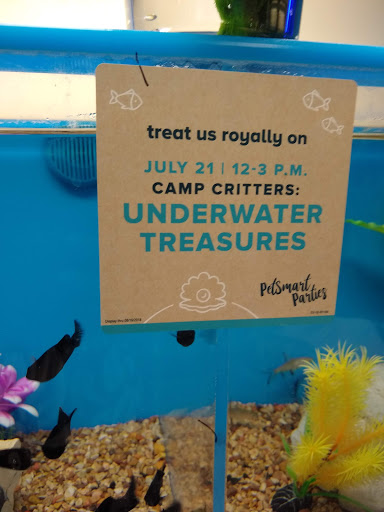 treat us royally on
JULY 21 | 12-3 P.M.
CAMP CRITTERS:
UNDERWATER
TREASURES
PetSmart
Parties